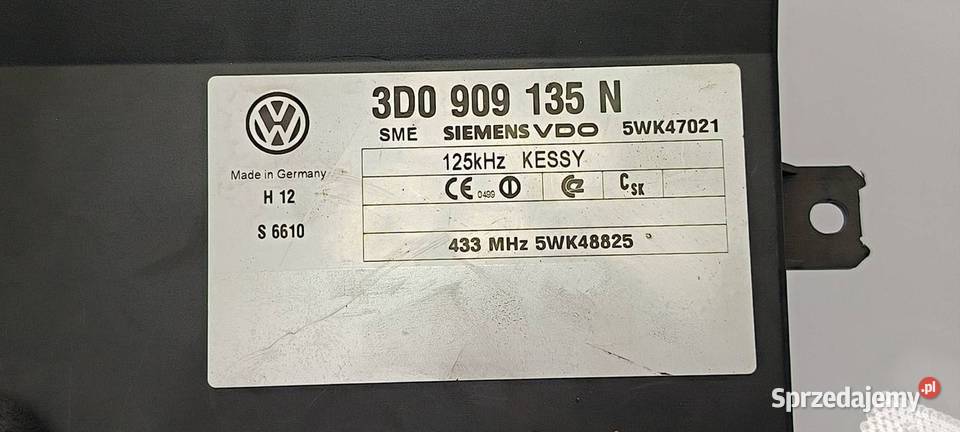 3D0 909 135 N
SME SIEMENS VDO 5WK47021
Made in Germany
H 12
S 6610
125kHz KESSY
CE 0499 CSK
433 MHz 5WK48825
Sprzedajemy.pl